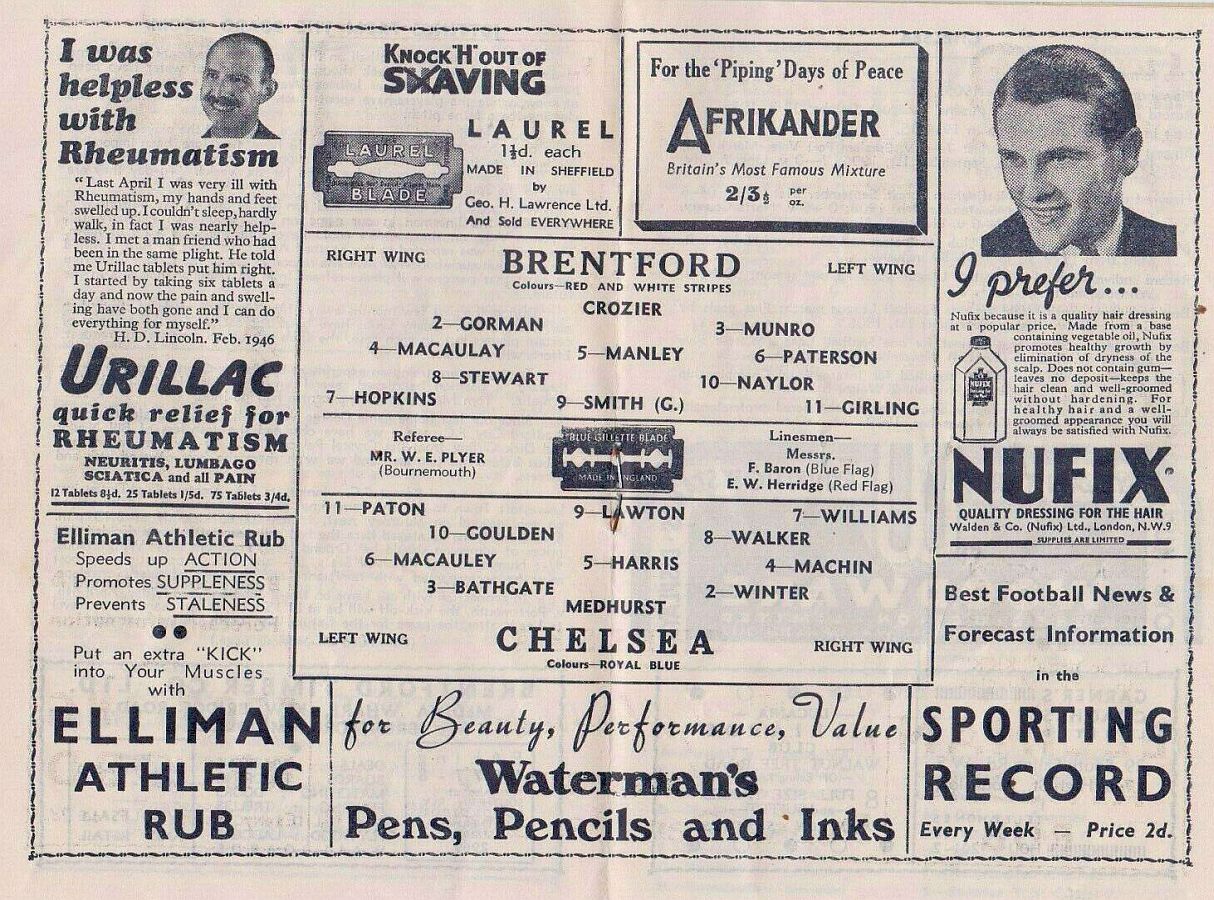 I was
helpless
with
Rheumatism
"Last April I was very ill with
Rheumatism, my hands and feet
swelled up. I couldn't sleep, hardly
walk, in fact I was nearly help-
less. I met a man friend who had
been in the same plight. He told
me Urillac tablets put him right.
I started by taking six tablets a
day and now the pain and swell-
ing have both gone and I can do
everything for myself."
H. D. Lincoln. Feb. 1946
URILLAC
quick relief for
RHEUMATISM
NEURITIS, LUMBAGO
SCIATICA and all PAIN
12 Tablets 8½d. 25 Tablets 1/5d. 75 Tablets 3/4d.
Elliman Athletic Rub
Speeds up ACTION
Promotes SUPPLENESS
Prevents STALENESS
Put an extra "KICK"
into Your Muscles
with
ELLIMAN
ATHLETIC
RUB
KNOCK 'H' OUT OF
SHAVING
LAUREL
BLADE
LAUREL
1½d. each
MADE IN SHEFFIELD
by
Geo. H. Lawrence Ltd.
And Sold EVERYWHERE
For the 'Piping' Days of Peace
AFRIKANDER
Britain's Most Famous Mixture
2/3½ per oz.
RIGHT WING
BRENTFORD
LEFT WING
Colours—RED AND WHITE STRIPES
CROZIER
2—GORMAN 3—MUNRO
4—MACAULAY 5—MANLEY 6—PATERSON
8—STEWART 10—NAYLOR
7—HOPKINS 9—SMITH (G.) 11—GIRLING
Referee—
MR. W. E. PLYER
(Bournemouth)
BLUE GILLETTE BLADE
MADE IN ENGLAND
Linesmen—
Messrs.
F. Baron (Blue Flag)
E. W. Herridge (Red Flag)
11—PATON 9—LAWTON 7—WILLIAMS
10—GOULDEN 8—WALKER
6—MACAULEY 5—HARRIS 4—MACHIN
3—BATHGATE 2—WINTER
MEDHURST
LEFT WING
CHELSEA
RIGHT WING
Colours—ROYAL BLUE
for Beauty, Performance, Value
Waterman's
Pens, Pencils and Inks
I prefer...
Nufix because it is a quality hair dressing
at a popular price. Made from a base
containing vegetable oil, Nufix
promotes healthy growth by
elimination of dryness of the
scalp. Does not contain gum—
leaves no deposit—keeps the
hair clean and well-groomed
without hardening. For
healthy hair and a well-
groomed appearance you will
always be satisfied with Nufix.
NUFIX
NUFIX
QUALITY DRESSING FOR THE HAIR
Walden & Co. (Nufix) Ltd., London, N.W.9
SUPPLIES ARE LIMITED
Best Football News &
Forecast Information
in the
SPORTING
RECORD
Every Week — Price 2d.